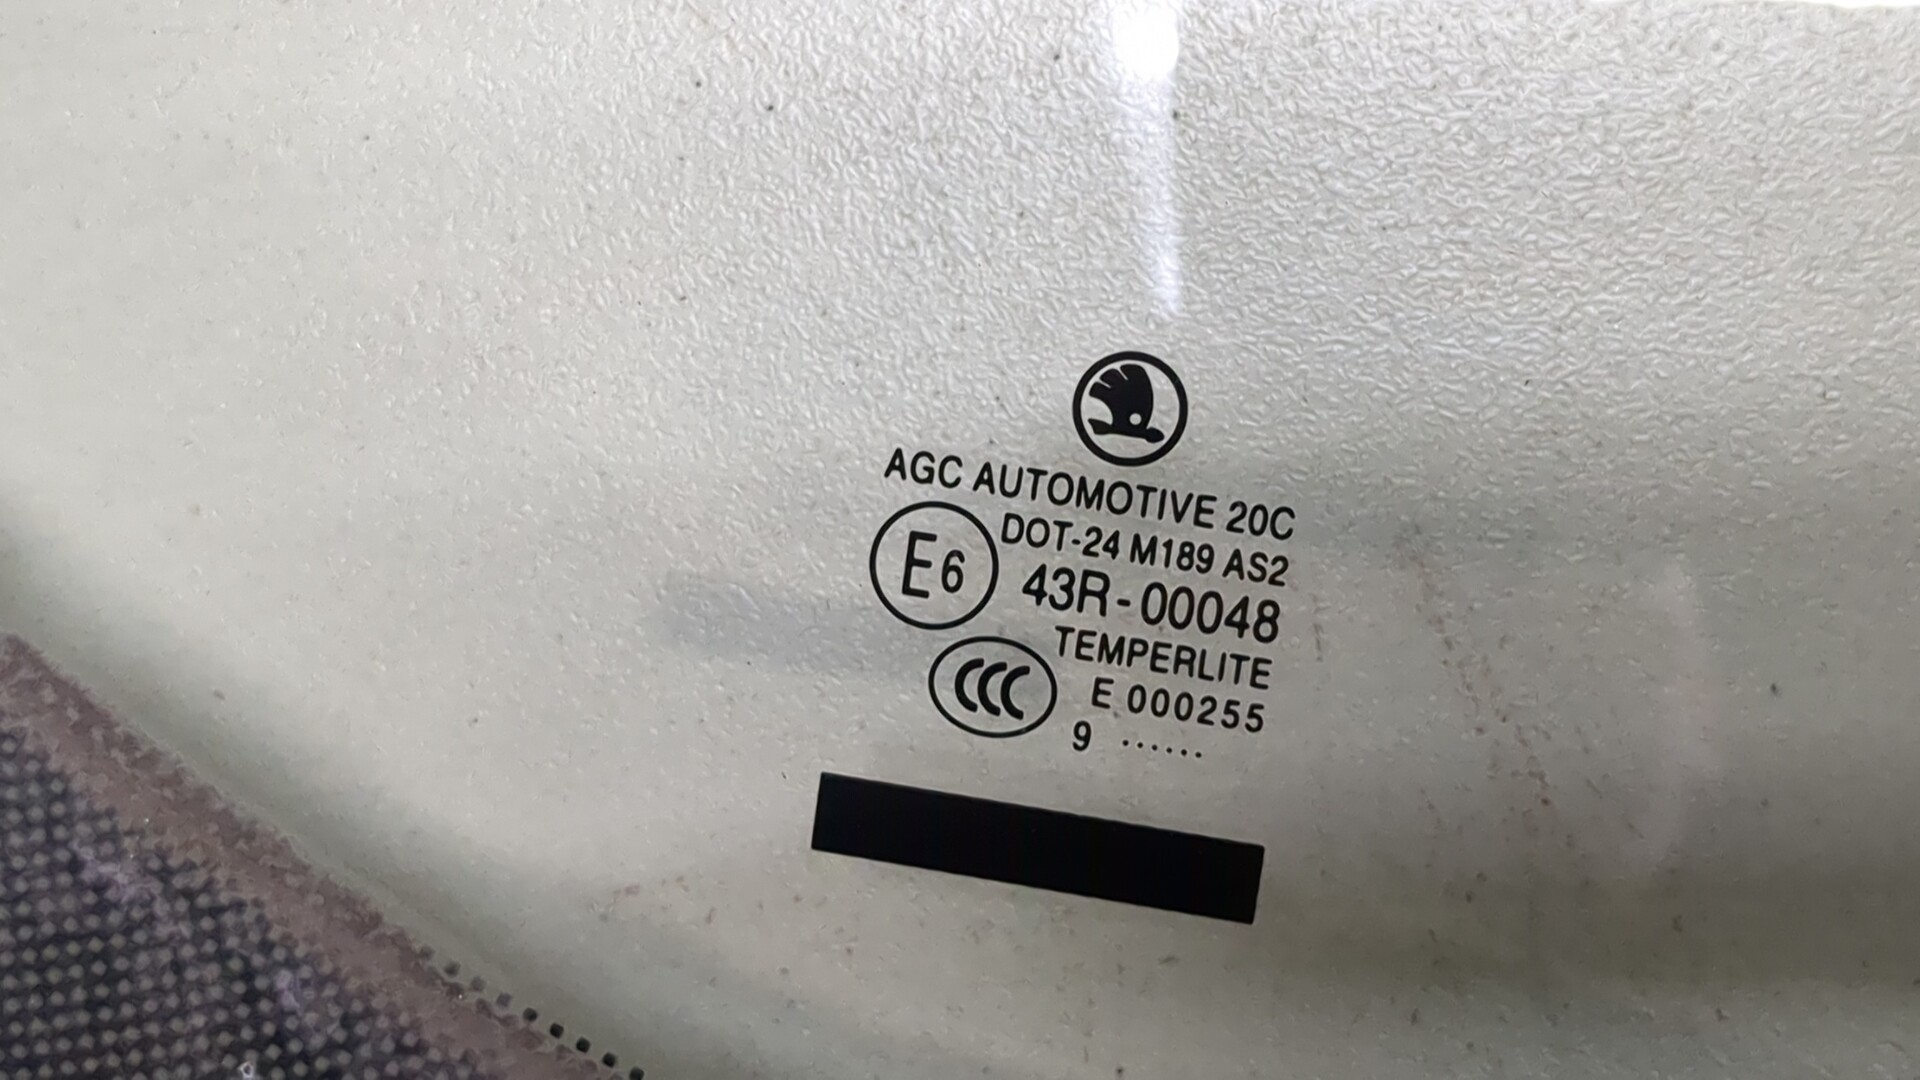 AGC AUTOMOTIVE 20C
DOT-24 M189 AS2
E6 43R-00048
TEMPERLITE
CCC E 000255
9 ......